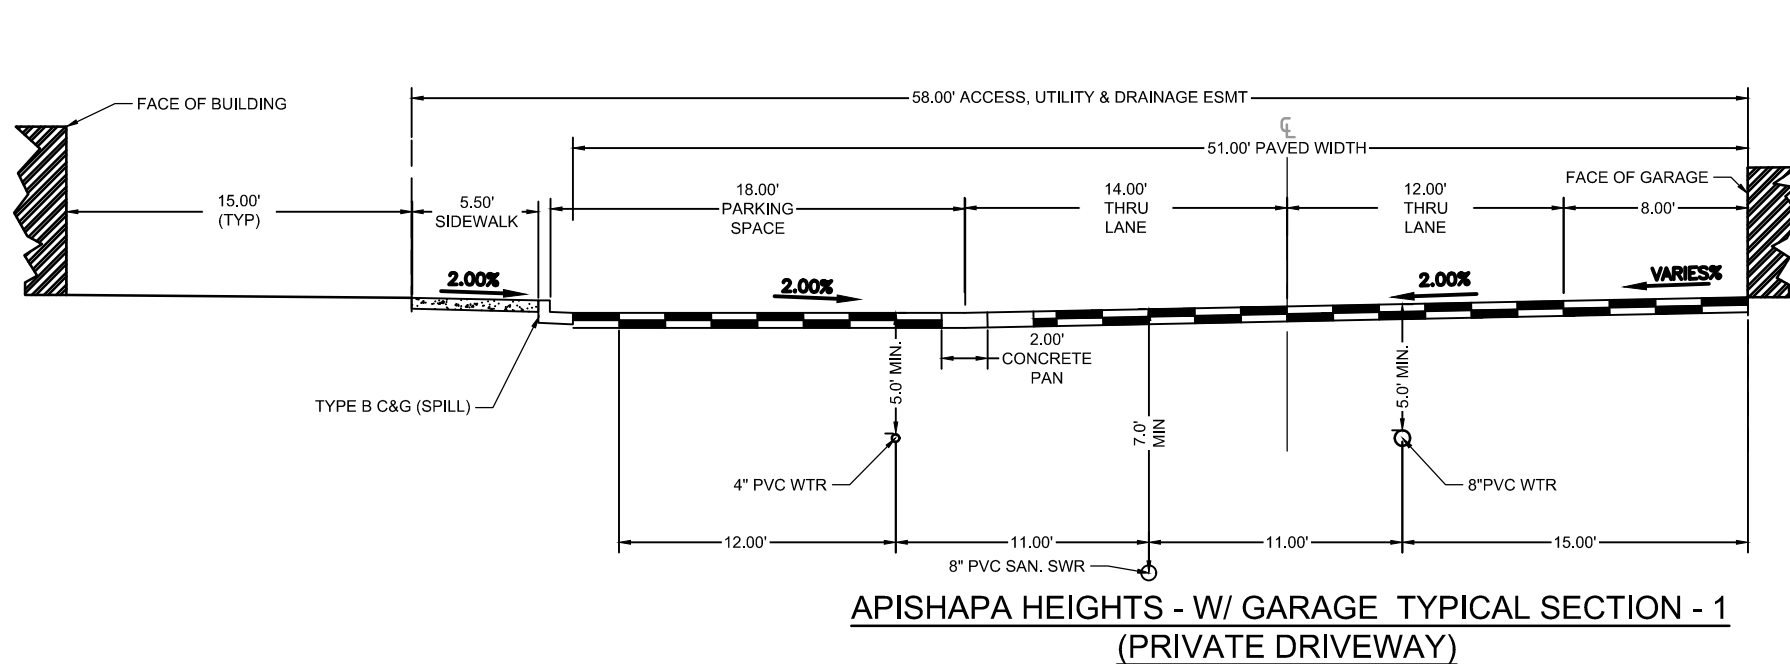 FACE OF BUILDING
58.00' ACCESS, UTILITY & DRAINAGE ESMT
℄
51.00' PAVED WIDTH
FACE OF GARAGE
15.00'
(TYP)
5.50'
SIDEWALK
18.00'
PARKING
SPACE
14.00'
THRU
LANE
12.00'
THRU
LANE
8.00'
2.00%
2.00%
2.00%
VARIES%
2.00'
CONCRETE
PAN
5.0' MIN.
5.0' MIN.
7.0'
MIN
TYPE B C&G (SPILL)
4" PVC WTR
8"PVC WTR
12.00'
11.00'
11.00'
15.00'
8" PVC SAN. SWR
APISHAPA HEIGHTS - W/ GARAGE TYPICAL SECTION - 1
(PRIVATE DRIVEWAY)